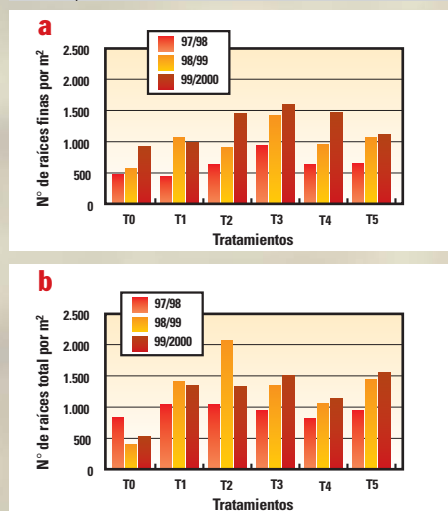 a
97/98
98/99
99/2000
N° de raíces finas por m²
2.500
2.000
1.500
1.000
500
0
T0 T1 T2 T3 T4 T5
Tratamientos
b
97/98
98/99
99/2000
N° de raíces total por m²
2.500
2.000
1.500
1.000
500
0
T0 T1 T2 T3 T4 T5
Tratamientos